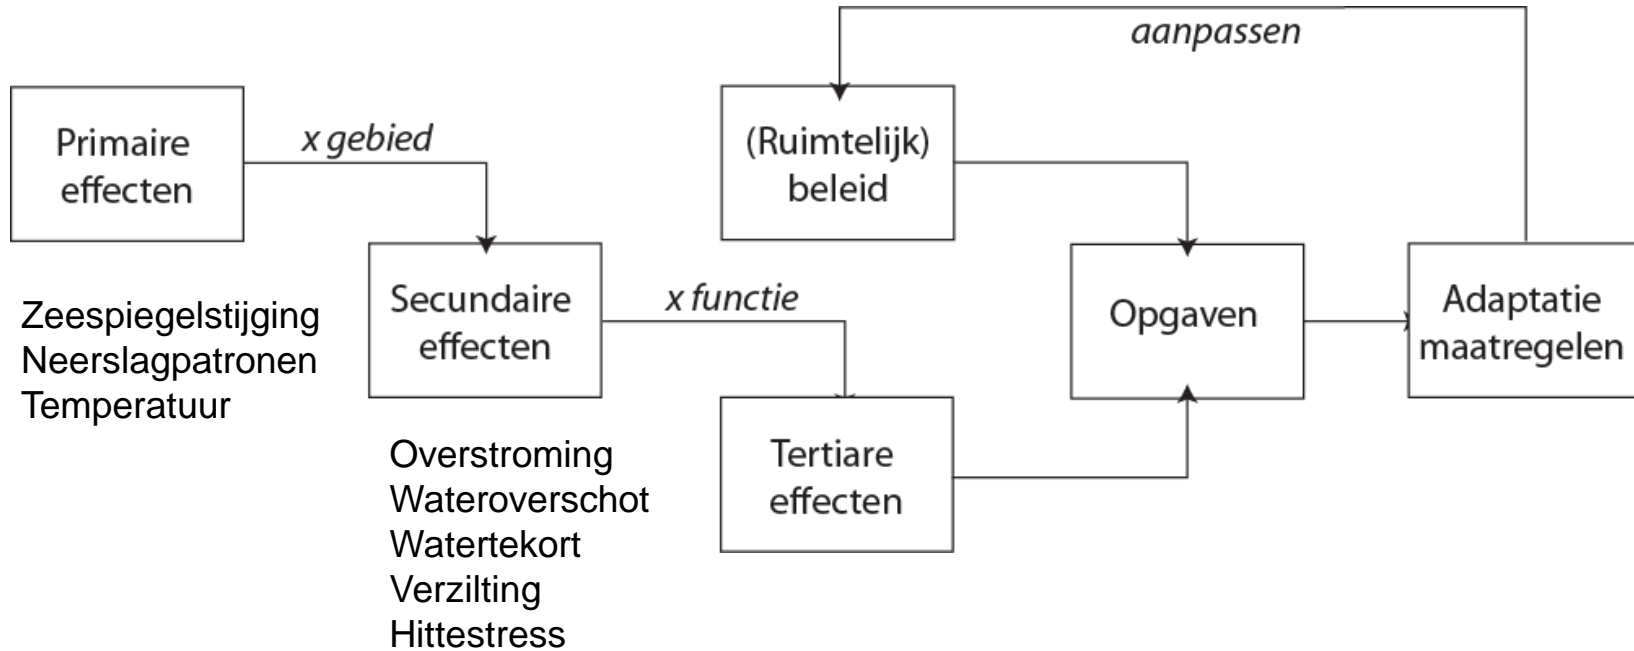 aanpassen
Primaire
effecten
x gebied
(Ruimtelijk)
beleid
Secundaire
effecten
x functie
Opgaven
Adaptatie
maatregelen
Zeespiegelstijging
Neerslagpatronen
Temperatuur
Tertiare
effecten
Overstroming
Wateroverschot
Watertekort
Verzilting
Hittestress